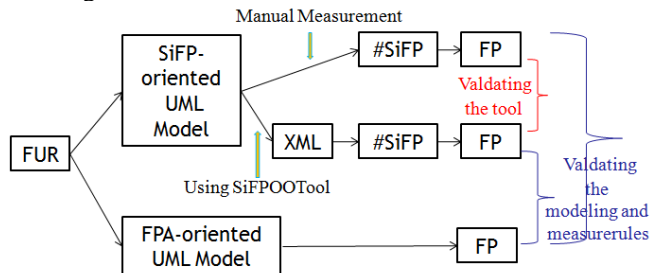 Manual Measurement
SiFP-
oriented
UML
Model
#SiFP
FP
Valdating
the tool
FUR
XML
#SiFP
FP
Using SiFPOOTool
Valdating
the
modeling and
measurerules
FPA-oriented
UML Model
FP